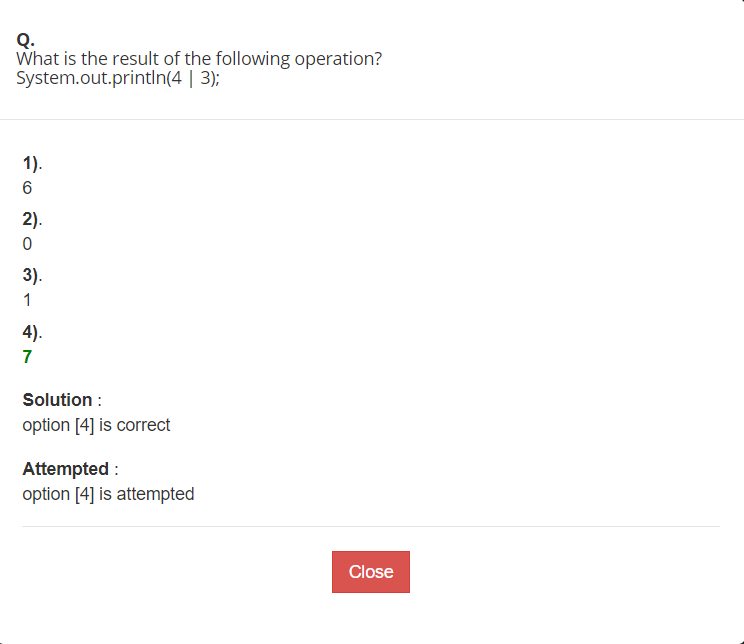 Q.
What is the result of the following operation?
System.out.println(4 | 3);
1).
6
2).
0
3).
1
4).
7
Solution :
option [4] is correct
Attempted :
option [4] is attempted
Close